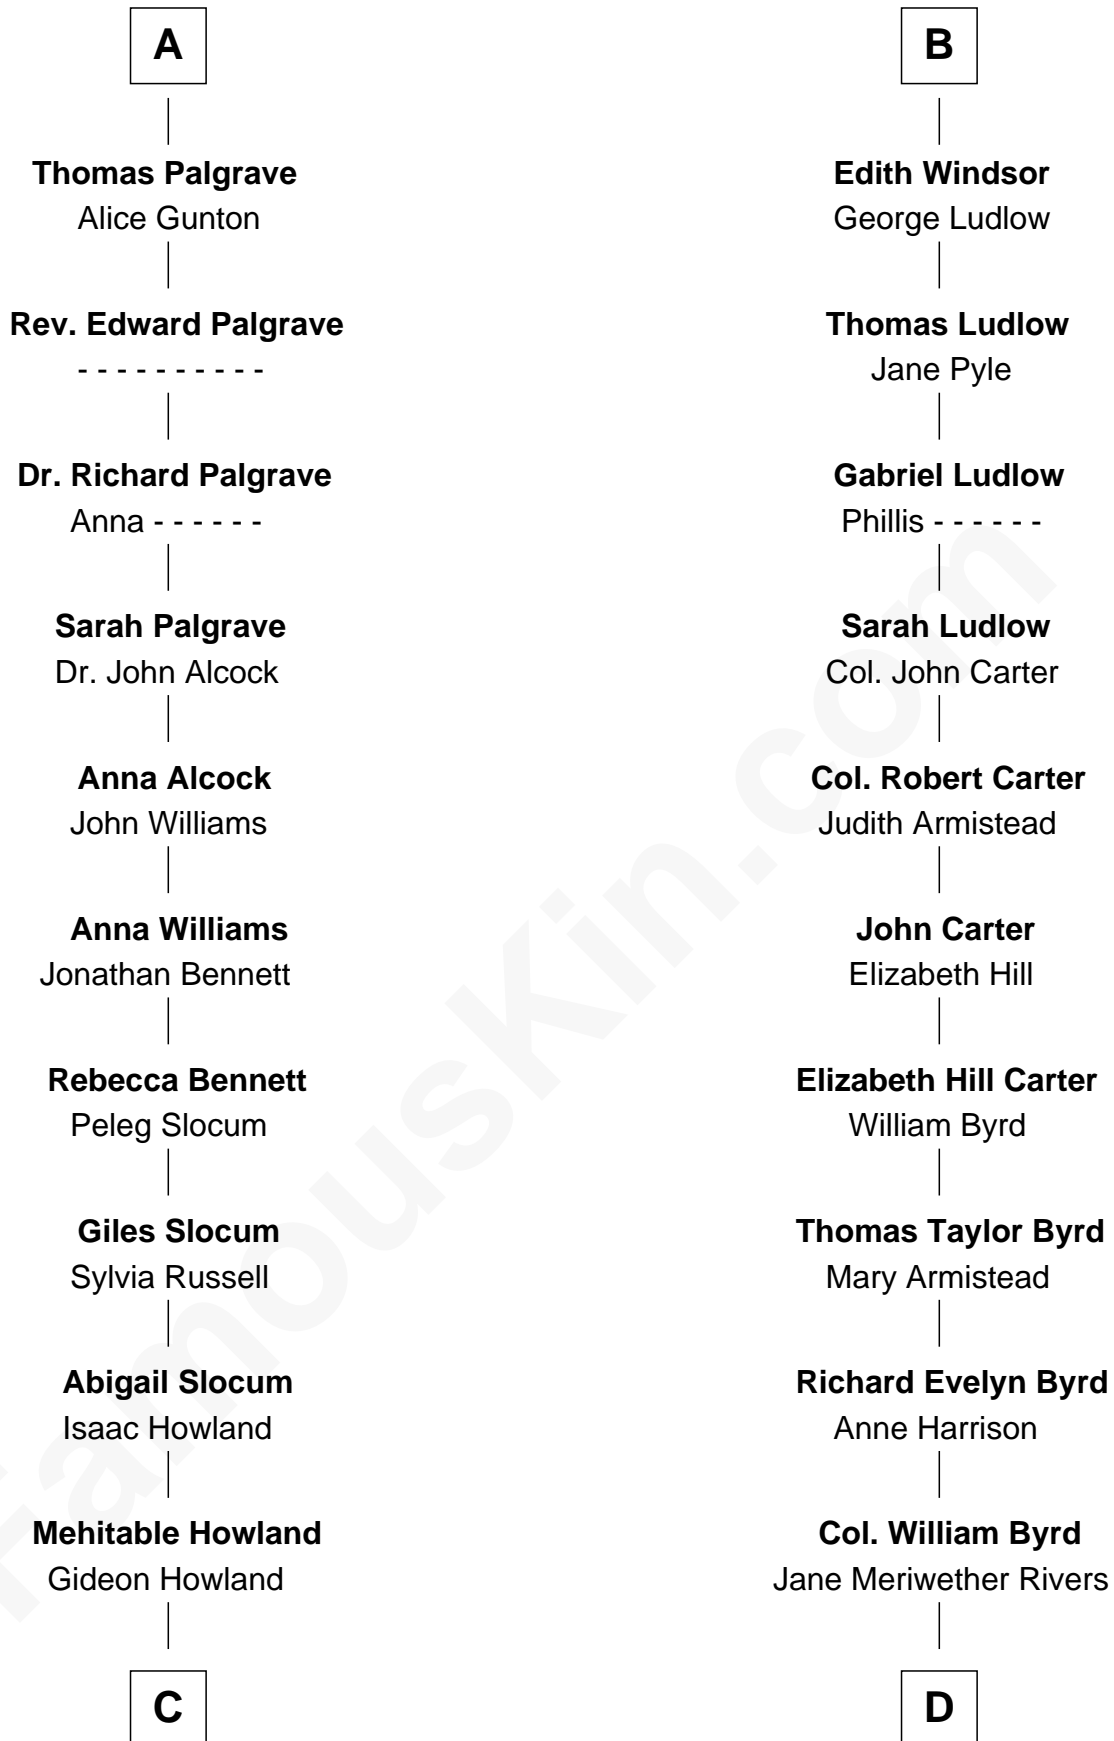 A
Thomas Palgrave
Alice Gunton
Rev. Edward Palgrave
- - - - - - - - - -
Dr. Richard Palgrave
Anna - - - - - -
Sarah Palgrave
Dr. John Alcock
Anna Alcock
John Williams
Anna Williams
Jonathan Bennett
Rebecca Bennett
Peleg Slocum
Giles Slocum
Sylvia Russell
Abigail Slocum
Isaac Howland
Mehitable Howland
Gideon Howland
C
B
Edith Windsor
George Ludlow
Thomas Ludlow
Jane Pyle
Gabriel Ludlow
Phillis - - - - - -
Sarah Ludlow
Col. John Carter
Col. Robert Carter
Judith Armistead
John Carter
Elizabeth Hill
Elizabeth Hill Carter
William Byrd
Thomas Taylor Byrd
Mary Armistead
Richard Evelyn Byrd
Anne Harrison
Col. William Byrd
Jane Meriwether Rivers
D
FamousKin.com